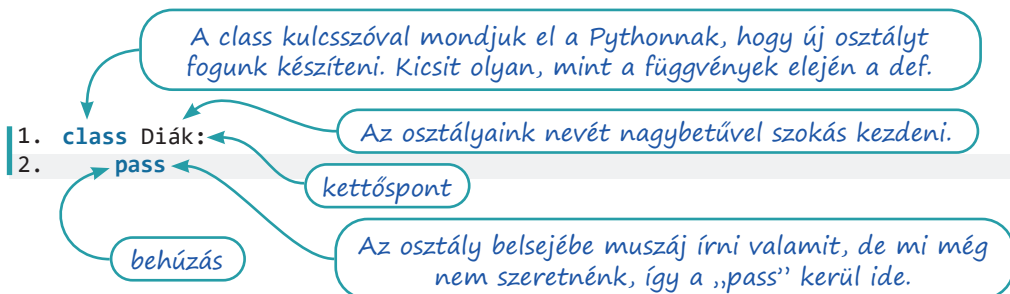 A class kulcsszóval mondjuk el a Pythonnak, hogy új osztályt
fogunk készíteni. Kicsit olyan, mint a függvények elején a def.
1. class Diák:
Az osztályaink nevét nagybetűvel szokás kezdeni.
2. pass
kettőspont
behúzás
Az osztály belsejébe muszáj írni valamit, de mi még
nem szeretnénk, így a „pass” kerül ide.